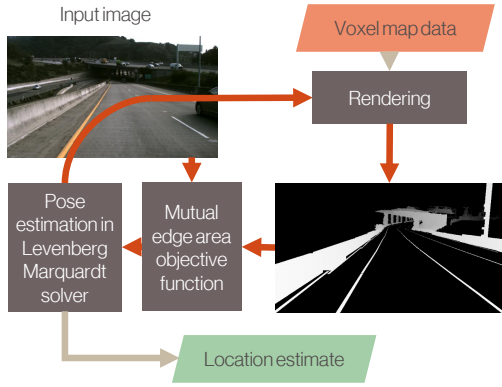 Input image
Voxel map data
Rendering
Pose
estimation in
Levenberg
Marquardt
solver
Mutual
edge area
objective
function
Location estimate